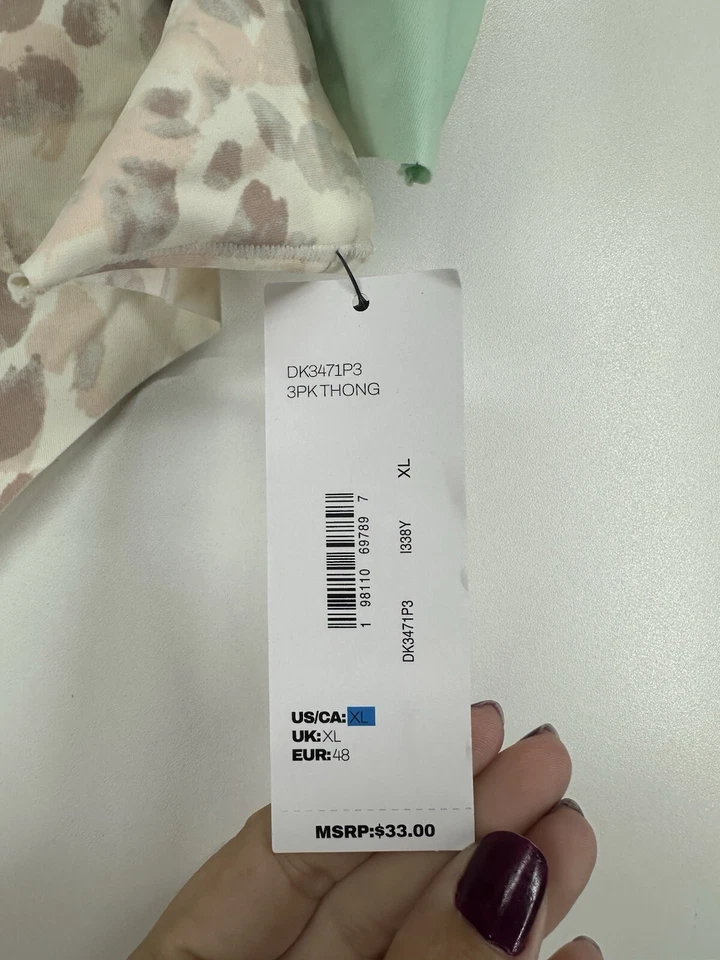 DK3471P3
3PK THONG
1 98110 69789 7
DK3471P3 I338Y XL
US/CA:XL
UK:XL
EUR:48
MSRP:$33.00